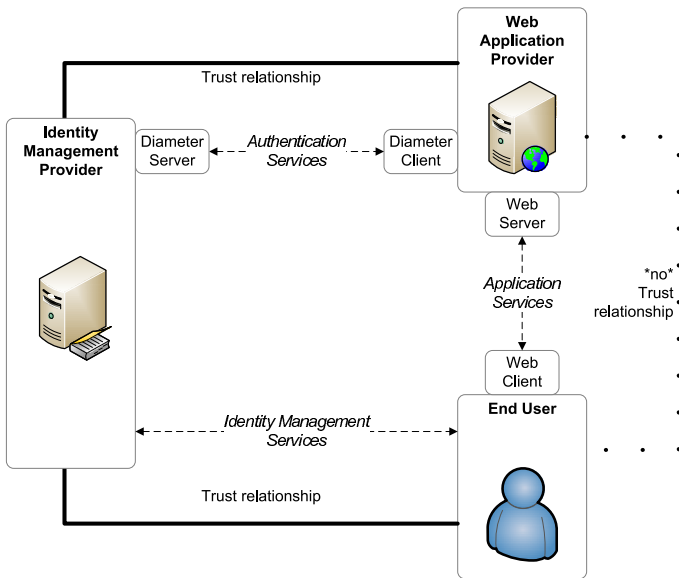 Web
Application
Provider
Trust relationship
Identity
Management
Provider
Diameter
Server
Authentication
Services
Diameter
Client
Web
Server
*no*
Trust
relationship
Application
Services
Web
Client
End User
Identity Management
Services
Trust relationship